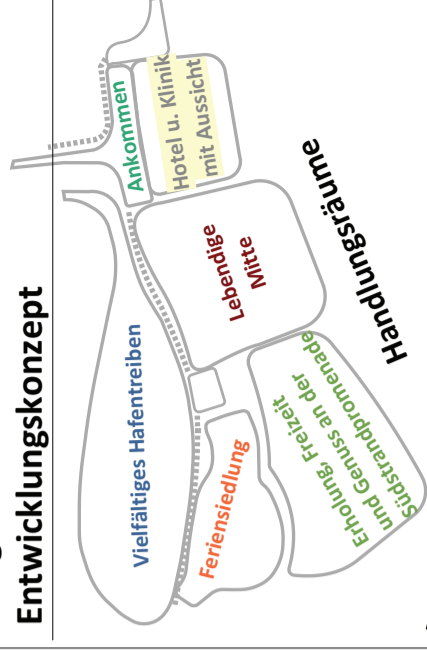 Entwicklungskonzept
Vielfältiges Hafentreiben
Ankommen
Hotel u. Klinik
mit Aussicht
Lebendige
Mitte
Feriensiedlung
Erholung, Freizeit
und Genuss an der
Südstrandpromenade
Handlungsräume